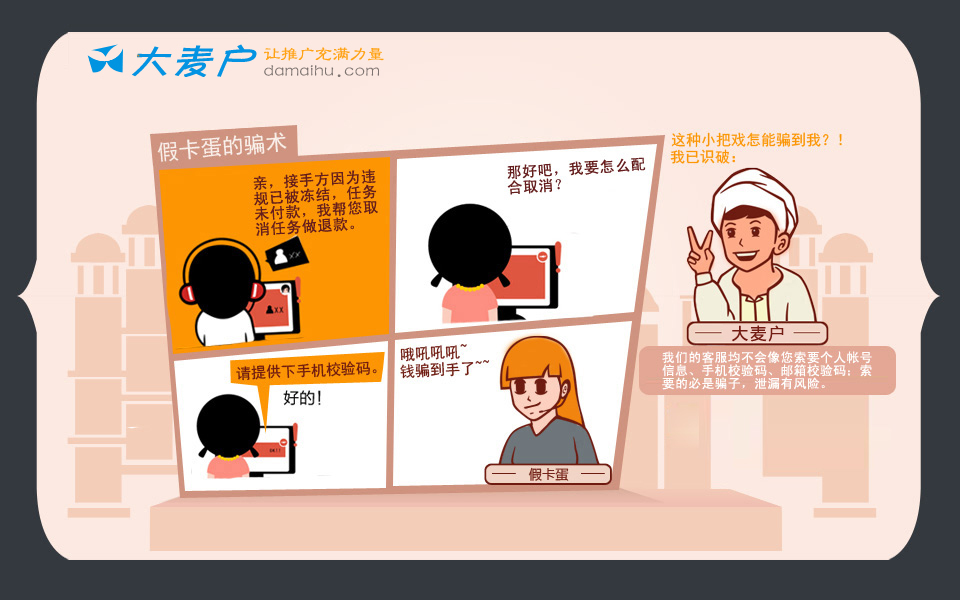 大麦户
让推广充满力量
damaihu.com
假卡蛋的骗术
亲，接手方因为违
规已被冻结，任务
未付款，我帮您取
消任务做退款。
XX
XX
那好吧，我要怎么配
合取消？
请提供下手机校验码。
好的！
哦吼吼吼~
钱骗到手了~~
假卡蛋
这种小把戏怎能骗到我？！
我已识破：
大麦户
我们的客服均不会像您索要个人帐号
信息、手机校验码、邮箱校验码；索
要的必是骗子，泄漏有风险。